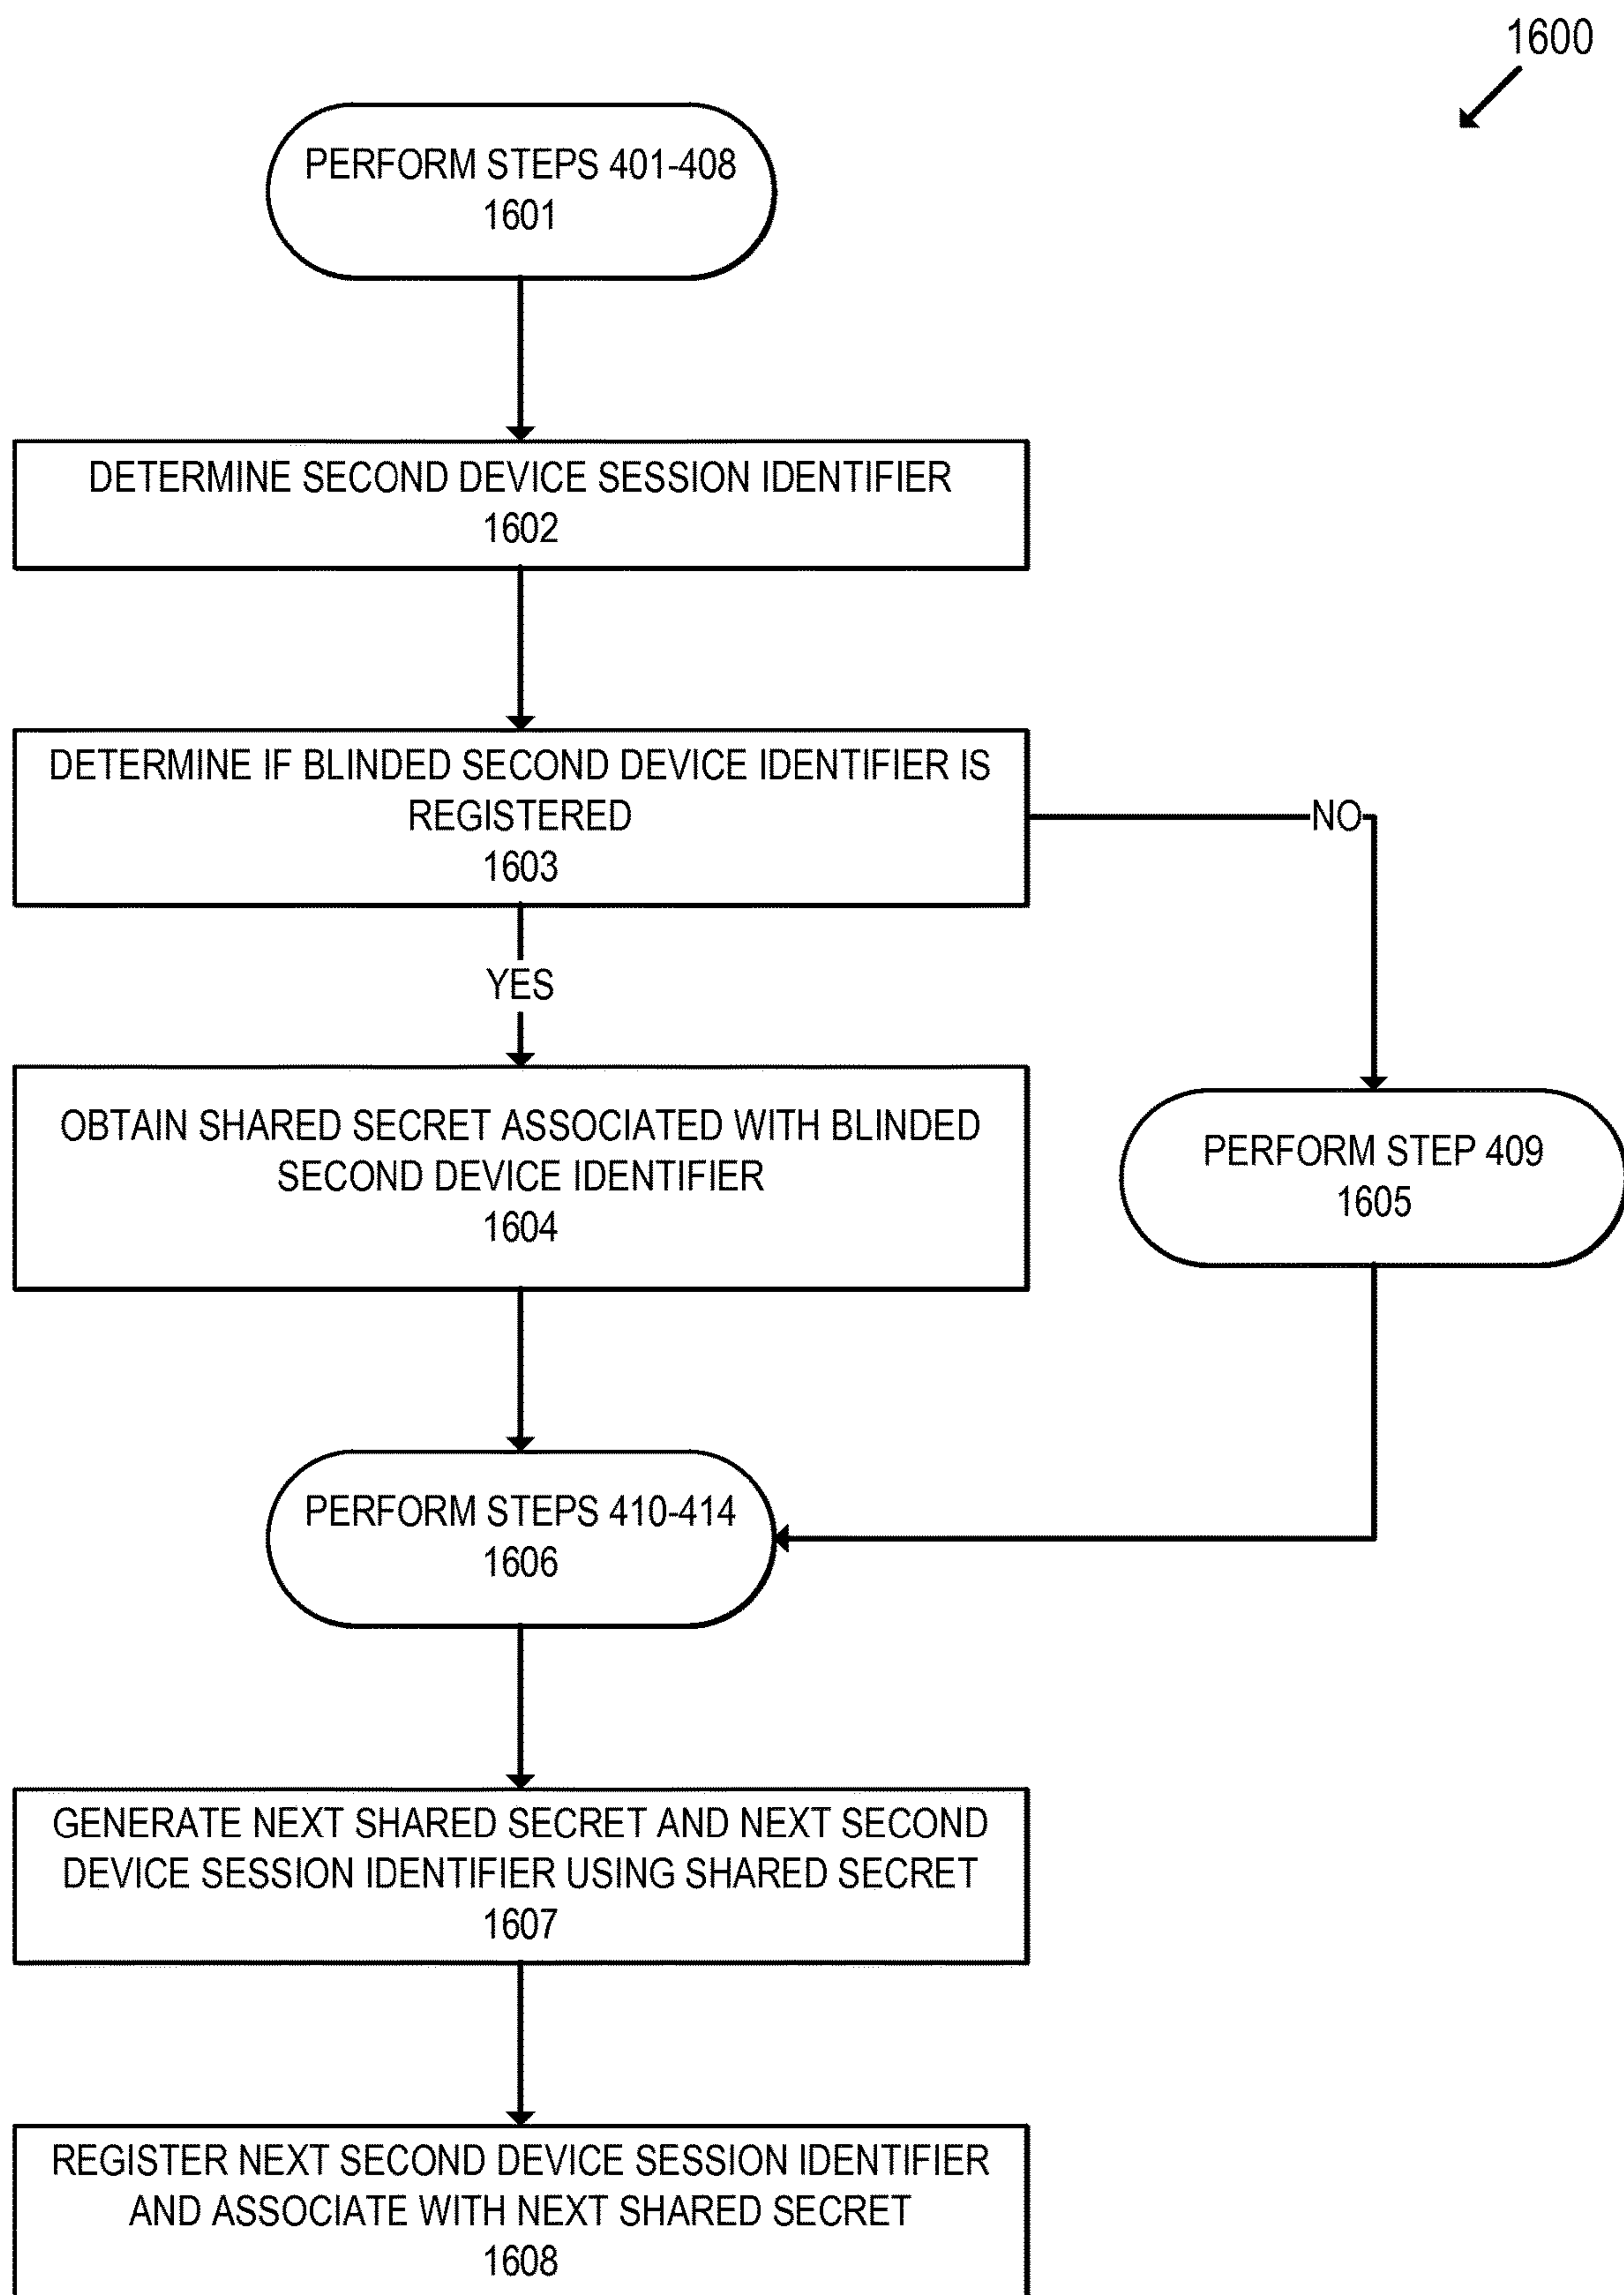 1600
PERFORM STEPS 401-408
1601
DETERMINE SECOND DEVICE SESSION IDENTIFIER
1602
DETERMINE IF BLINDED SECOND DEVICE IDENTIFIER IS
REGISTERED
1603
NO
YES
OBTAIN SHARED SECRET ASSOCIATED WITH BLINDED
SECOND DEVICE IDENTIFIER
1604
PERFORM STEP 409
1605
PERFORM STEPS 410-414
1606
GENERATE NEXT SHARED SECRET AND NEXT SECOND
DEVICE SESSION IDENTIFIER USING SHARED SECRET
1607
REGISTER NEXT SECOND DEVICE SESSION IDENTIFIER
AND ASSOCIATE WITH NEXT SHARED SECRET
1608